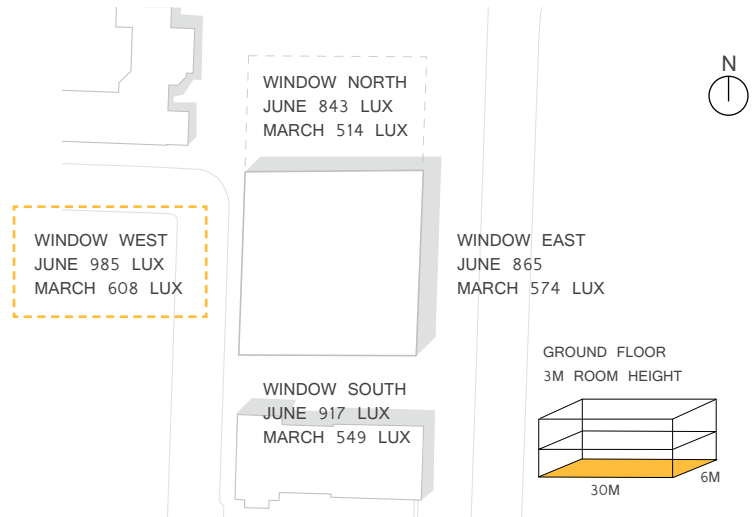 N
WINDOW NORTH
JUNE 843 LUX
MARCH 514 LUX
WINDOW WEST
JUNE 985 LUX
MARCH 608 LUX
WINDOW EAST
JUNE 865
MARCH 574 LUX
WINDOW SOUTH
JUNE 917 LUX
MARCH 549 LUX
GROUND FLOOR
3M ROOM HEIGHT
6M
30M